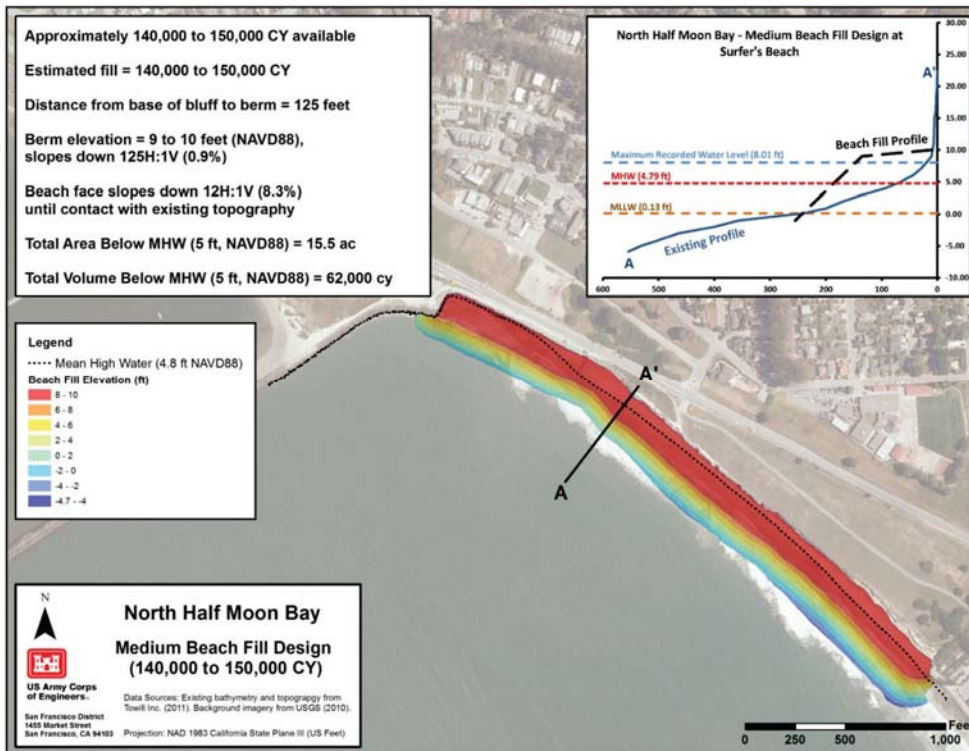 Approximately 140,000 to 150,000 CY available
Estimated fill = 140,000 to 150,000 CY
Distance from base of bluff to berm = 125 feet
Berm elevation = 9 to 10 feet (NAVD88),
slopes down 125H:1V (0.9%)
Beach face slopes down 12H:1V (8.3%)
until contact with existing topography
Total Area Below MHW (5 ft, NAVD88) = 15.5 ac
Total Volume Below MHW (5 ft, NAVD88) = 62,000 cy
North Half Moon Bay - Medium Beach Fill Design at
Surfer's Beach
30.00
A'
25.00
20.00
15.00
Beach Fill Profile
10.00
Maximum Recorded Water Level (8.01 ft)
MHW (4.79 ft)
5.00
MLLW (0.13 ft)
0.00
Existing Profile
-5.00
A
-10.00
600 500 400 300 200 100 0
Legend
Mean High Water (4.8 ft NAVD88)
Beach Fill Elevation (ft)
8 - 10
6 - 8
4 - 6
2 - 4
0 - 2
-2 - 0
-4 - -2
-4.7 - -4
A'
A
N
US Army Corps
of Engineers®
San Francisco District
1455 Market Street
San Francisco, CA 94103
North Half Moon Bay
Medium Beach Fill Design
(140,000 to 150,000 CY)
Data Sources: Existing bathymetry and topograpgy from
Towill Inc. (2011). Background imagery from USGS (2010).
Projection: NAD 1983 California State Plane III (US Feet)
Fee
0 250 500 1,000